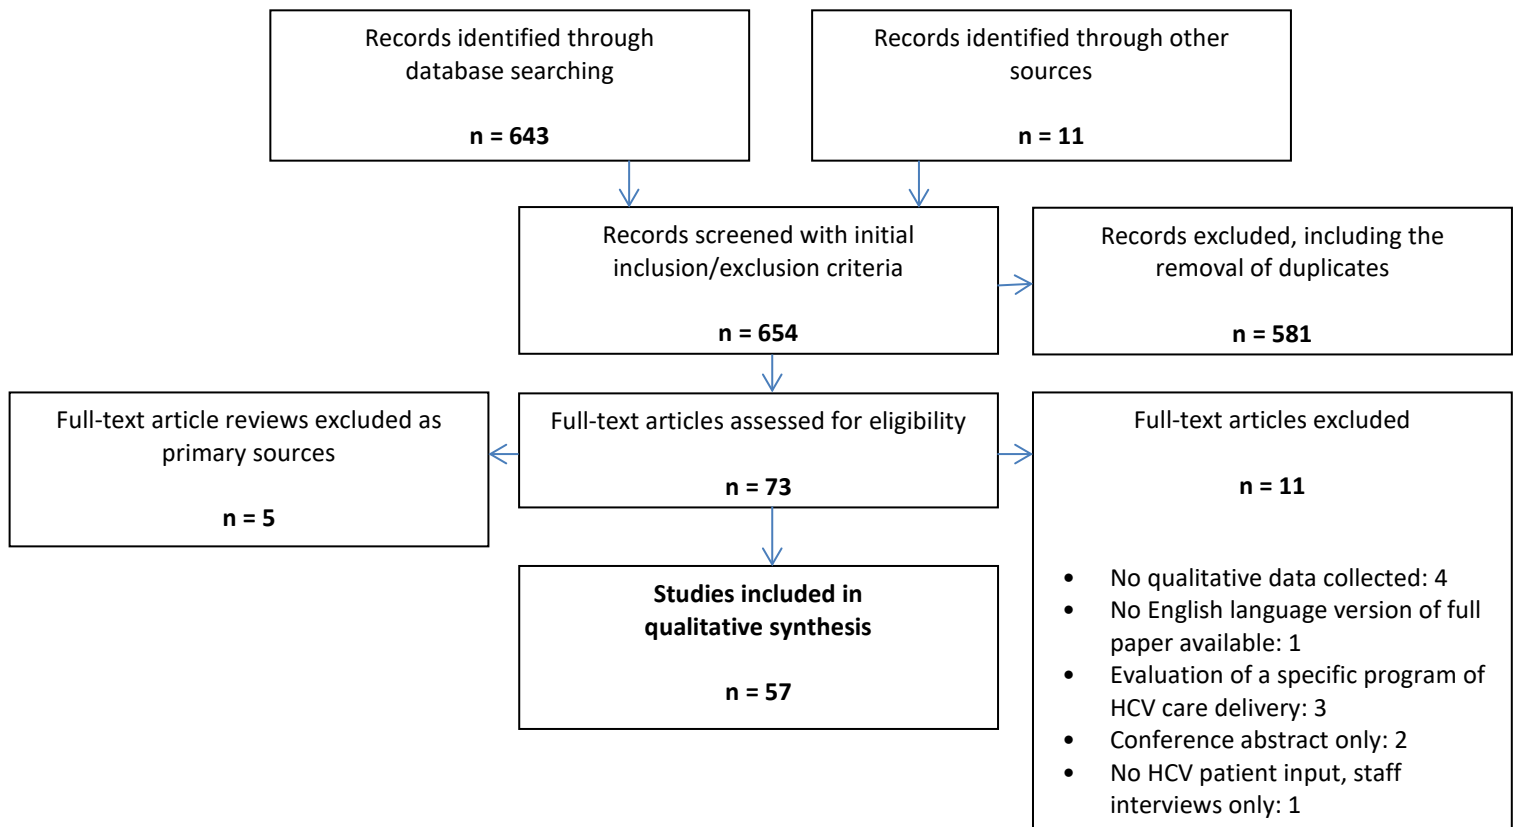 Records identified through
database searching
n = 643
Records identified through other
sources
n = 11
Records screened with initial
inclusion/exclusion criteria
n = 654
Records excluded, including the
removal of duplicates
n = 581
Full-text article reviews excluded as
primary sources
n = 5
Full-text articles assessed for eligibility
n = 73
Full-text articles excluded
n = 11
• No qualitative data collected: 4
• No English language version of full
paper available: 1
• Evaluation of a specific program of
HCV care delivery: 3
• Conference abstract only: 2
• No HCV patient input, staff
interviews only: 1
Studies included in
qualitative synthesis
n = 57